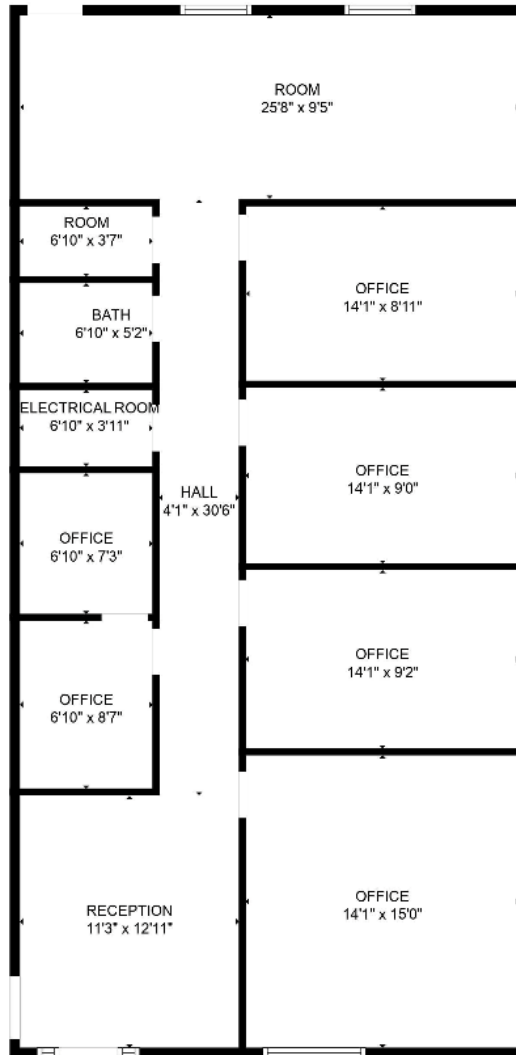 ROOM
25'8" x 9'5"
ROOM
6'10" x 3'7"
OFFICE
14'1" x 8'11"
BATH
6'10" x 5'2"
ELECTRICAL ROOM
6'10" x 3'11"
OFFICE
14'1" x 9'0"
HALL
4'1" x 30'6"
OFFICE
6'10" x 7'3"
OFFICE
14'1" x 9'2"
OFFICE
6'10" x 8'7"
OFFICE
14'1" x 15'0"
RECEPTION
11'3" x 12'11"